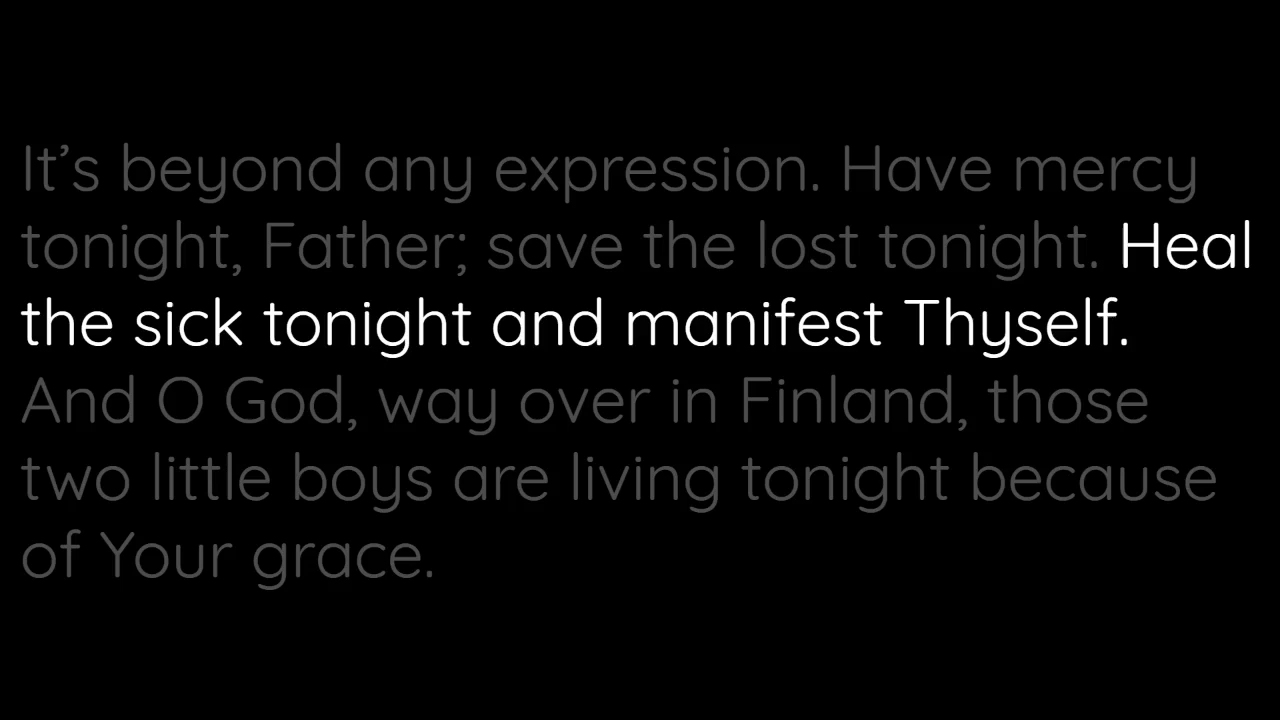 It’s beyond any expression. Have mercy
tonight, Father; save the lost tonight. Heal
the sick tonight and manifest Thyself.
And O God, way over in Finland, those
two little boys are living tonight because
of Your grace.